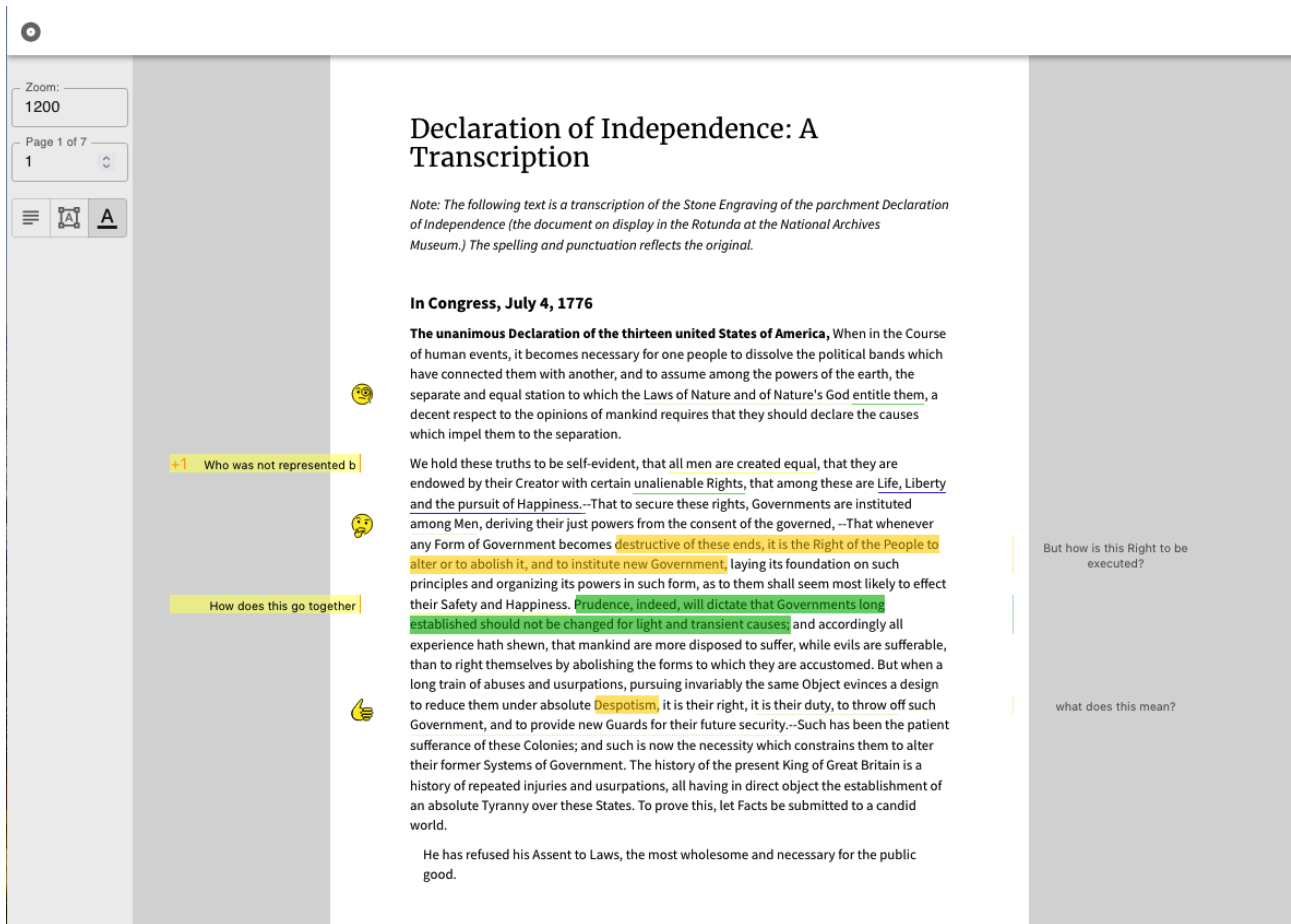 Zoom:
1200
Page 1 of 7
1
A
A
Declaration of Independence: A
Transcription
Note: The following text is a transcription of the Stone Engraving of the parchment Declaration
of Independence (the document on display in the Rotunda at the National Archives
Museum.) The spelling and punctuation reflects the original.
In Congress, July 4, 1776
The unanimous Declaration of the thirteen united States of America, When in the Course
of human events, it becomes necessary for one people to dissolve the political bands which
have connected them with another, and to assume among the powers of the earth, the
separate and equal station to which the Laws of Nature and of Nature's God entitle them, a
decent respect to the opinions of mankind requires that they should declare the causes
which impel them to the separation.
+1 Who was not represented b
We hold these truths to be self-evident, that all men are created equal, that they are
endowed by their Creator with certain unalienable Rights, that among these are Life, Liberty
and the pursuit of Happiness.--That to secure these rights, Governments are instituted
among Men, deriving their just powers from the consent of the governed, --That whenever
any Form of Government becomes destructive of these ends, it is the Right of the People to
alter or to abolish it, and to institute new Government, laying its foundation on such
principles and organizing its powers in such form, as to them shall seem most likely to effect
their Safety and Happiness. Prudence, indeed, will dictate that Governments long
established should not be changed for light and transient causes; and accordingly all
experience hath shewn, that mankind are more disposed to suffer, while evils are sufferable,
than to right themselves by abolishing the forms to which they are accustomed. But when a
long train of abuses and usurpations, pursuing invariably the same Object evinces a design
to reduce them under absolute Despotism, it is their right, it is their duty, to throw off such
Government, and to provide new Guards for their future security.--Such has been the patient
sufferance of these Colonies; and such is now the necessity which constrains them to alter
their former Systems of Government. The history of the present King of Great Britain is a
history of repeated injuries and usurpations, all having in direct object the establishment of
an absolute Tyranny over these States. To prove this, let Facts be submitted to a candid
world.
He has refused his Assent to Laws, the most wholesome and necessary for the public
good.
How does this go together
But how is this Right to be
executed?
what does this mean?